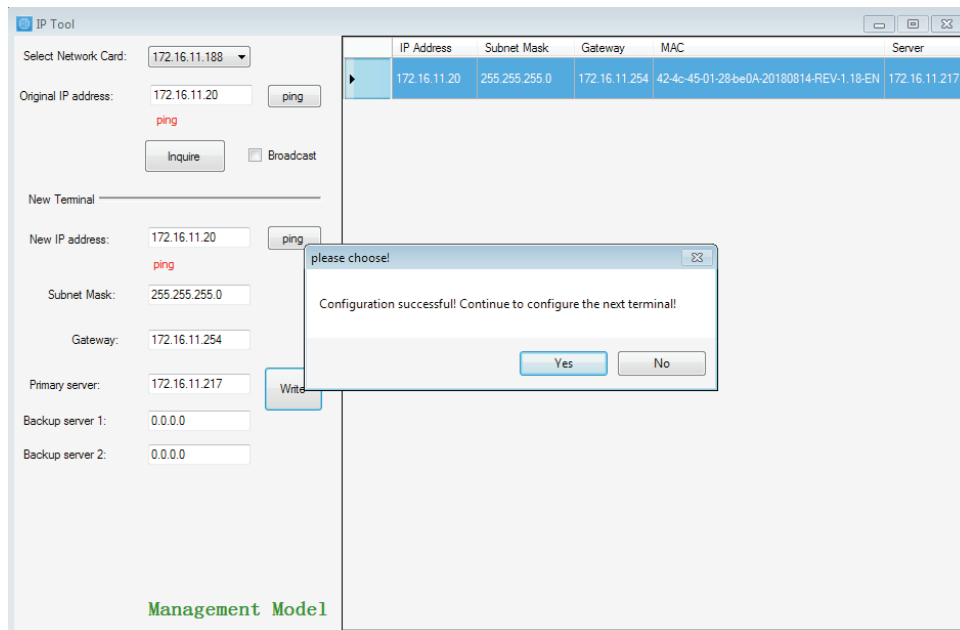 IP Tool
Select Network Card: 172.16.11.188
Original IP address: 172.16.11.20 ping
ping
Inquire Broadcast
New Terminal
New IP address: 172.16.11.20 ping
ping
Subnet Mask: 255.255.255.0
Gateway: 172.16.11.254
Primary server: 172.16.11.217 Write
Backup server 1: 0.0.0.0
Backup server 2: 0.0.0.0
Management Model
IP Address Subnet Mask Gateway MAC Server
172.16.11.20 255.255.255.0 172.16.11.254 42-4c-45-01-28-be0A-20180814-REV-1.18-EN 172.16.11.217
please choose!
Configuration successful! Continue to configure the next terminal!
Yes No